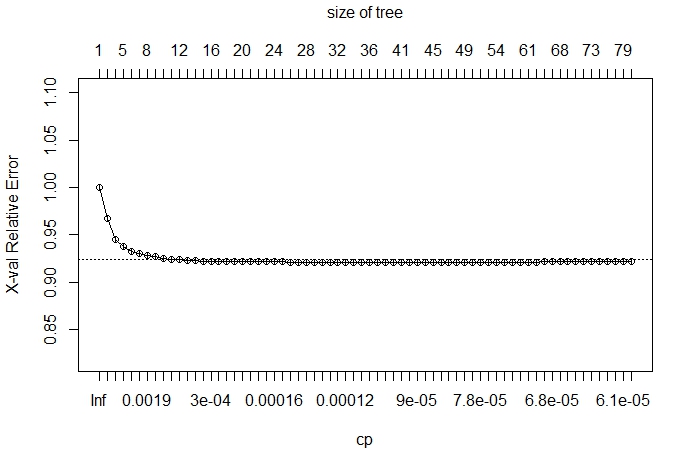 size of tree
1 5 8 12 16 20 24 28 32 36 41 45 49 54 61 68 73 79
1.10
1.05
1.00
0.95
0.90
0.85
X-val Relative Error
Inf 0.0019 3e-04 0.00016 0.00012 9e-05 7.8e-05 6.8e-05 6.1e-05
cp